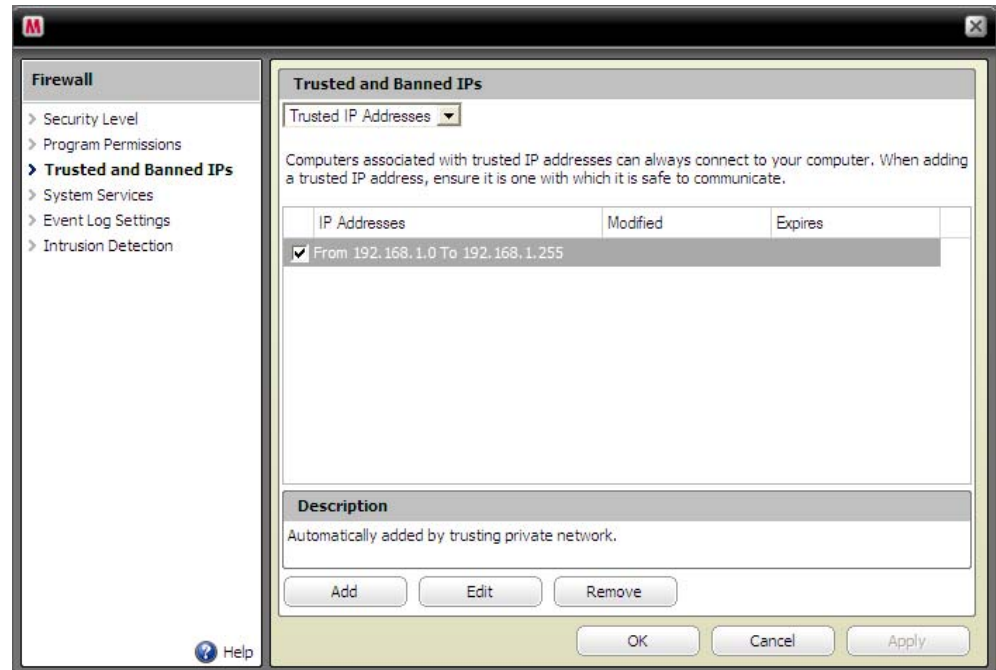 M
Firewall
Security Level
Program Permissions
Trusted and Banned IPs
System Services
Event Log Settings
Intrusion Detection
Help
Trusted and Banned IPs
Trusted IP Addresses
Computers associated with trusted IP addresses can always connect to your computer. When adding
a trusted IP address, ensure it is one with which it is safe to communicate.
IP Addresses Modified Expires
From 192.168.1.0 To 192.168.1.255
Description
Automatically added by trusting private network.
Add Edit Remove
OK Cancel Apply